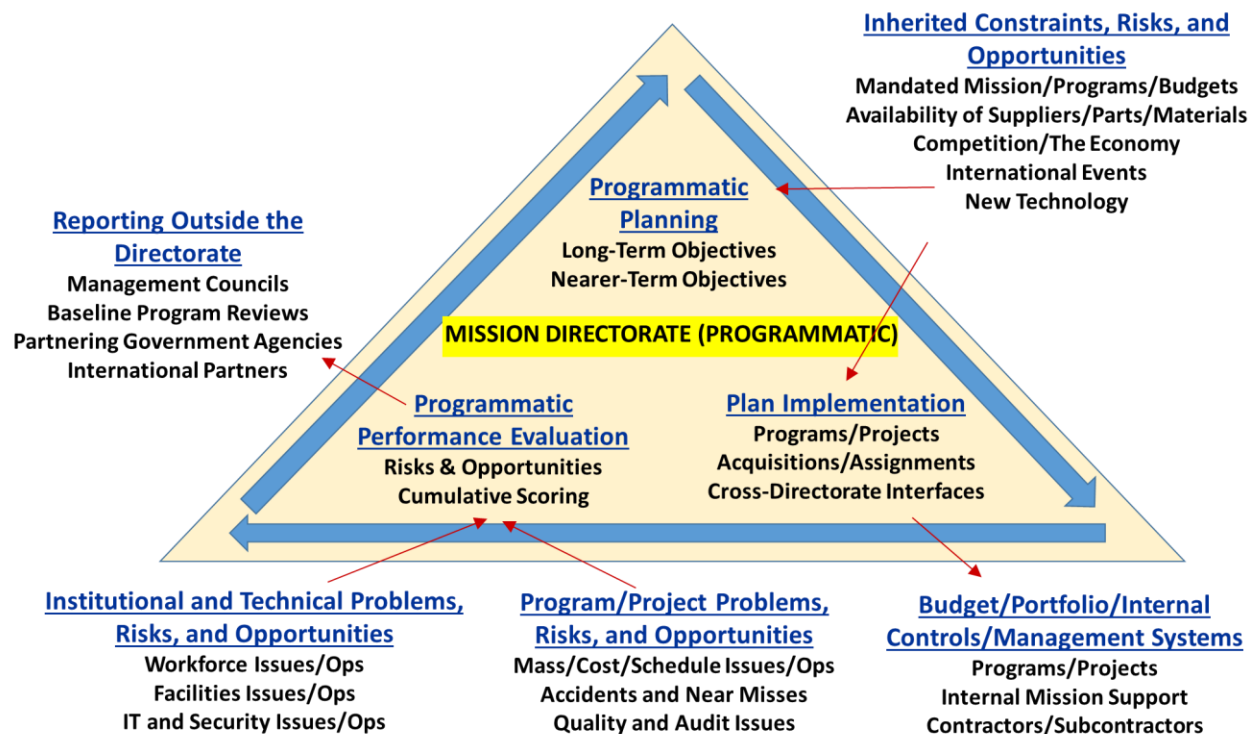 Inherited Constraints, Risks, and
Opportunities
Mandated Mission/Programs/Budgets
Availability of Suppliers/Parts/Materials
Competition/The Economy
International Events
New Technology
Programmatic
Planning
Long-Term Objectives
Nearer-Term Objectives
Reporting Outside the
Directorate
Management Councils
Baseline Program Reviews
Partnering Government Agencies
International Partners
MISSION DIRECTORATE (PROGRAMMATIC)
Programmatic
Performance Evaluation
Risks & Opportunities
Cumulative Scoring
Plan Implementation
Programs/Projects
Acquisitions/Assignments
Cross-Directorate Interfaces
Institutional and Technical Problems,
Risks, and Opportunities
Workforce Issues/Ops
Facilities Issues/Ops
IT and Security Issues/Ops
Program/Project Problems,
Risks, and Opportunities
Mass/Cost/Schedule Issues/Ops
Accidents and Near Misses
Quality and Audit Issues
Budget/Portfolio/Internal
Controls/Management Systems
Programs/Projects
Internal Mission Support
Contractors/Subcontractors